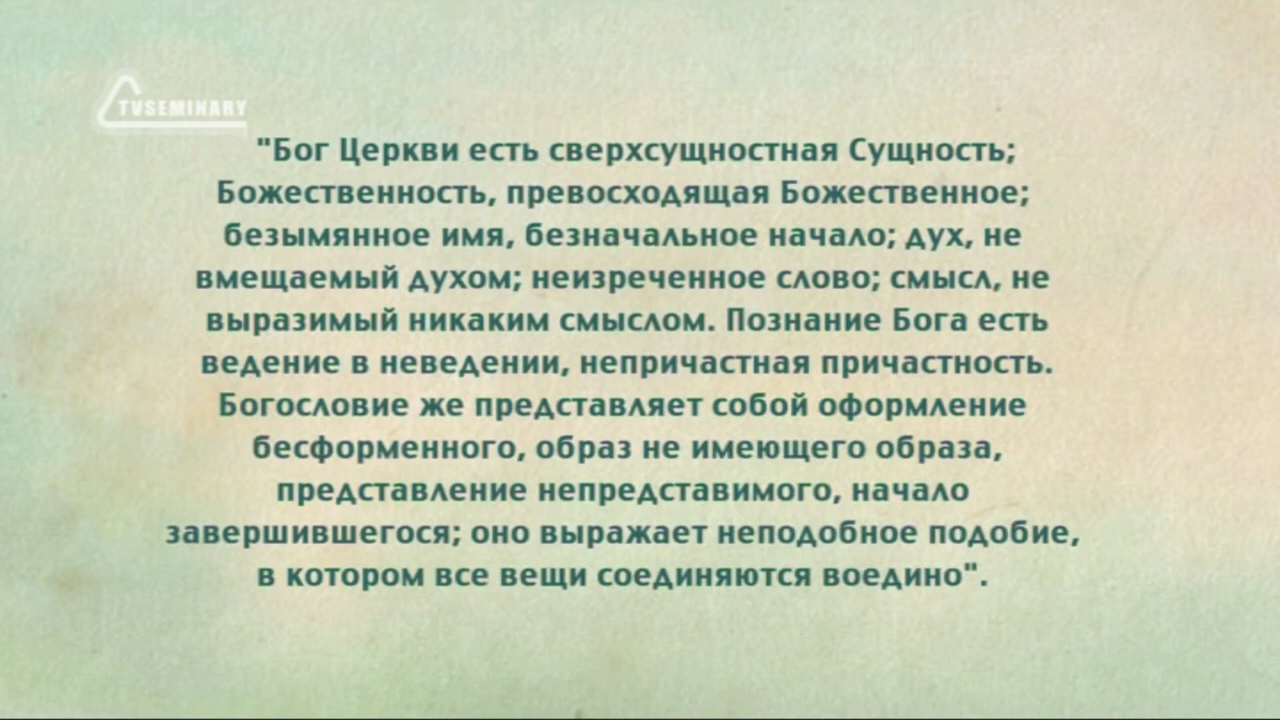 TVSEMINARY
"Бог Церкви есть сверхсущностная Сущность;
Божественность, превосходящая Божественное;
безымянное имя, безначальное начало; дух, не
вмещаемый духом; неизреченное слово; смысл, не
выразимый никаким смыслом. Познание Бога есть
ведение в неведении, непричастная причастность.
Богословие же представляет собой оформление
бесформенного, образ не имеющего образа,
представление непредставимого, начало
завершившегося; оно выражает неподобное подобие,
в котором все вещи соединяются воедино".